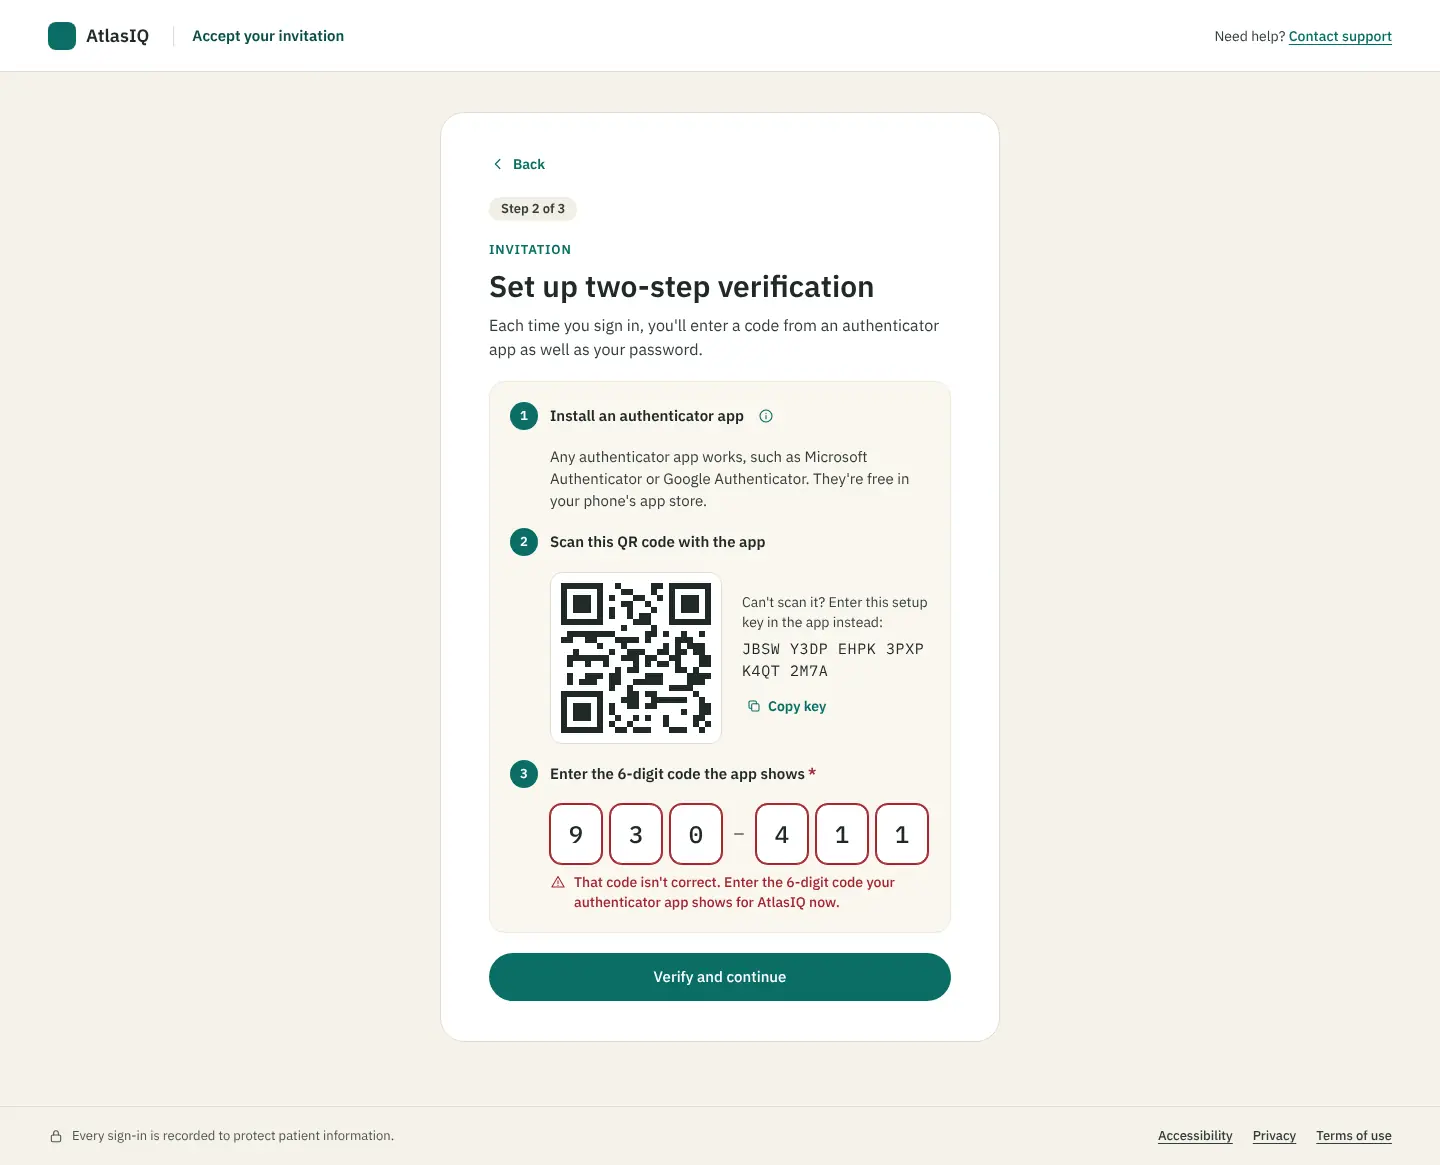 AtlasIQ
Accept your invitation
Need help? Contact support
Back
Step 2 of 3
INVITATION
Set up two-step verification
Each time you sign in, you'll enter a code from an authenticator
app as well as your password.
1 Install an authenticator app
Any authenticator app works, such as Microsoft
Authenticator or Google Authenticator. They're free in
your phone's app store.
2 Scan this QR code with the app
Can't scan it? Enter this setup
key in the app instead:
JBSW Y3DP EHPK 3PXP
K4QT 2M7A
Copy key
3 Enter the 6-digit code the app shows *
9 3 0 – 4 1 1
That code isn't correct. Enter the 6-digit code your
authenticator app shows for AtlasIQ now.
Verify and continue
Every sign-in is recorded to protect patient information.
Accessibility Privacy Terms of use